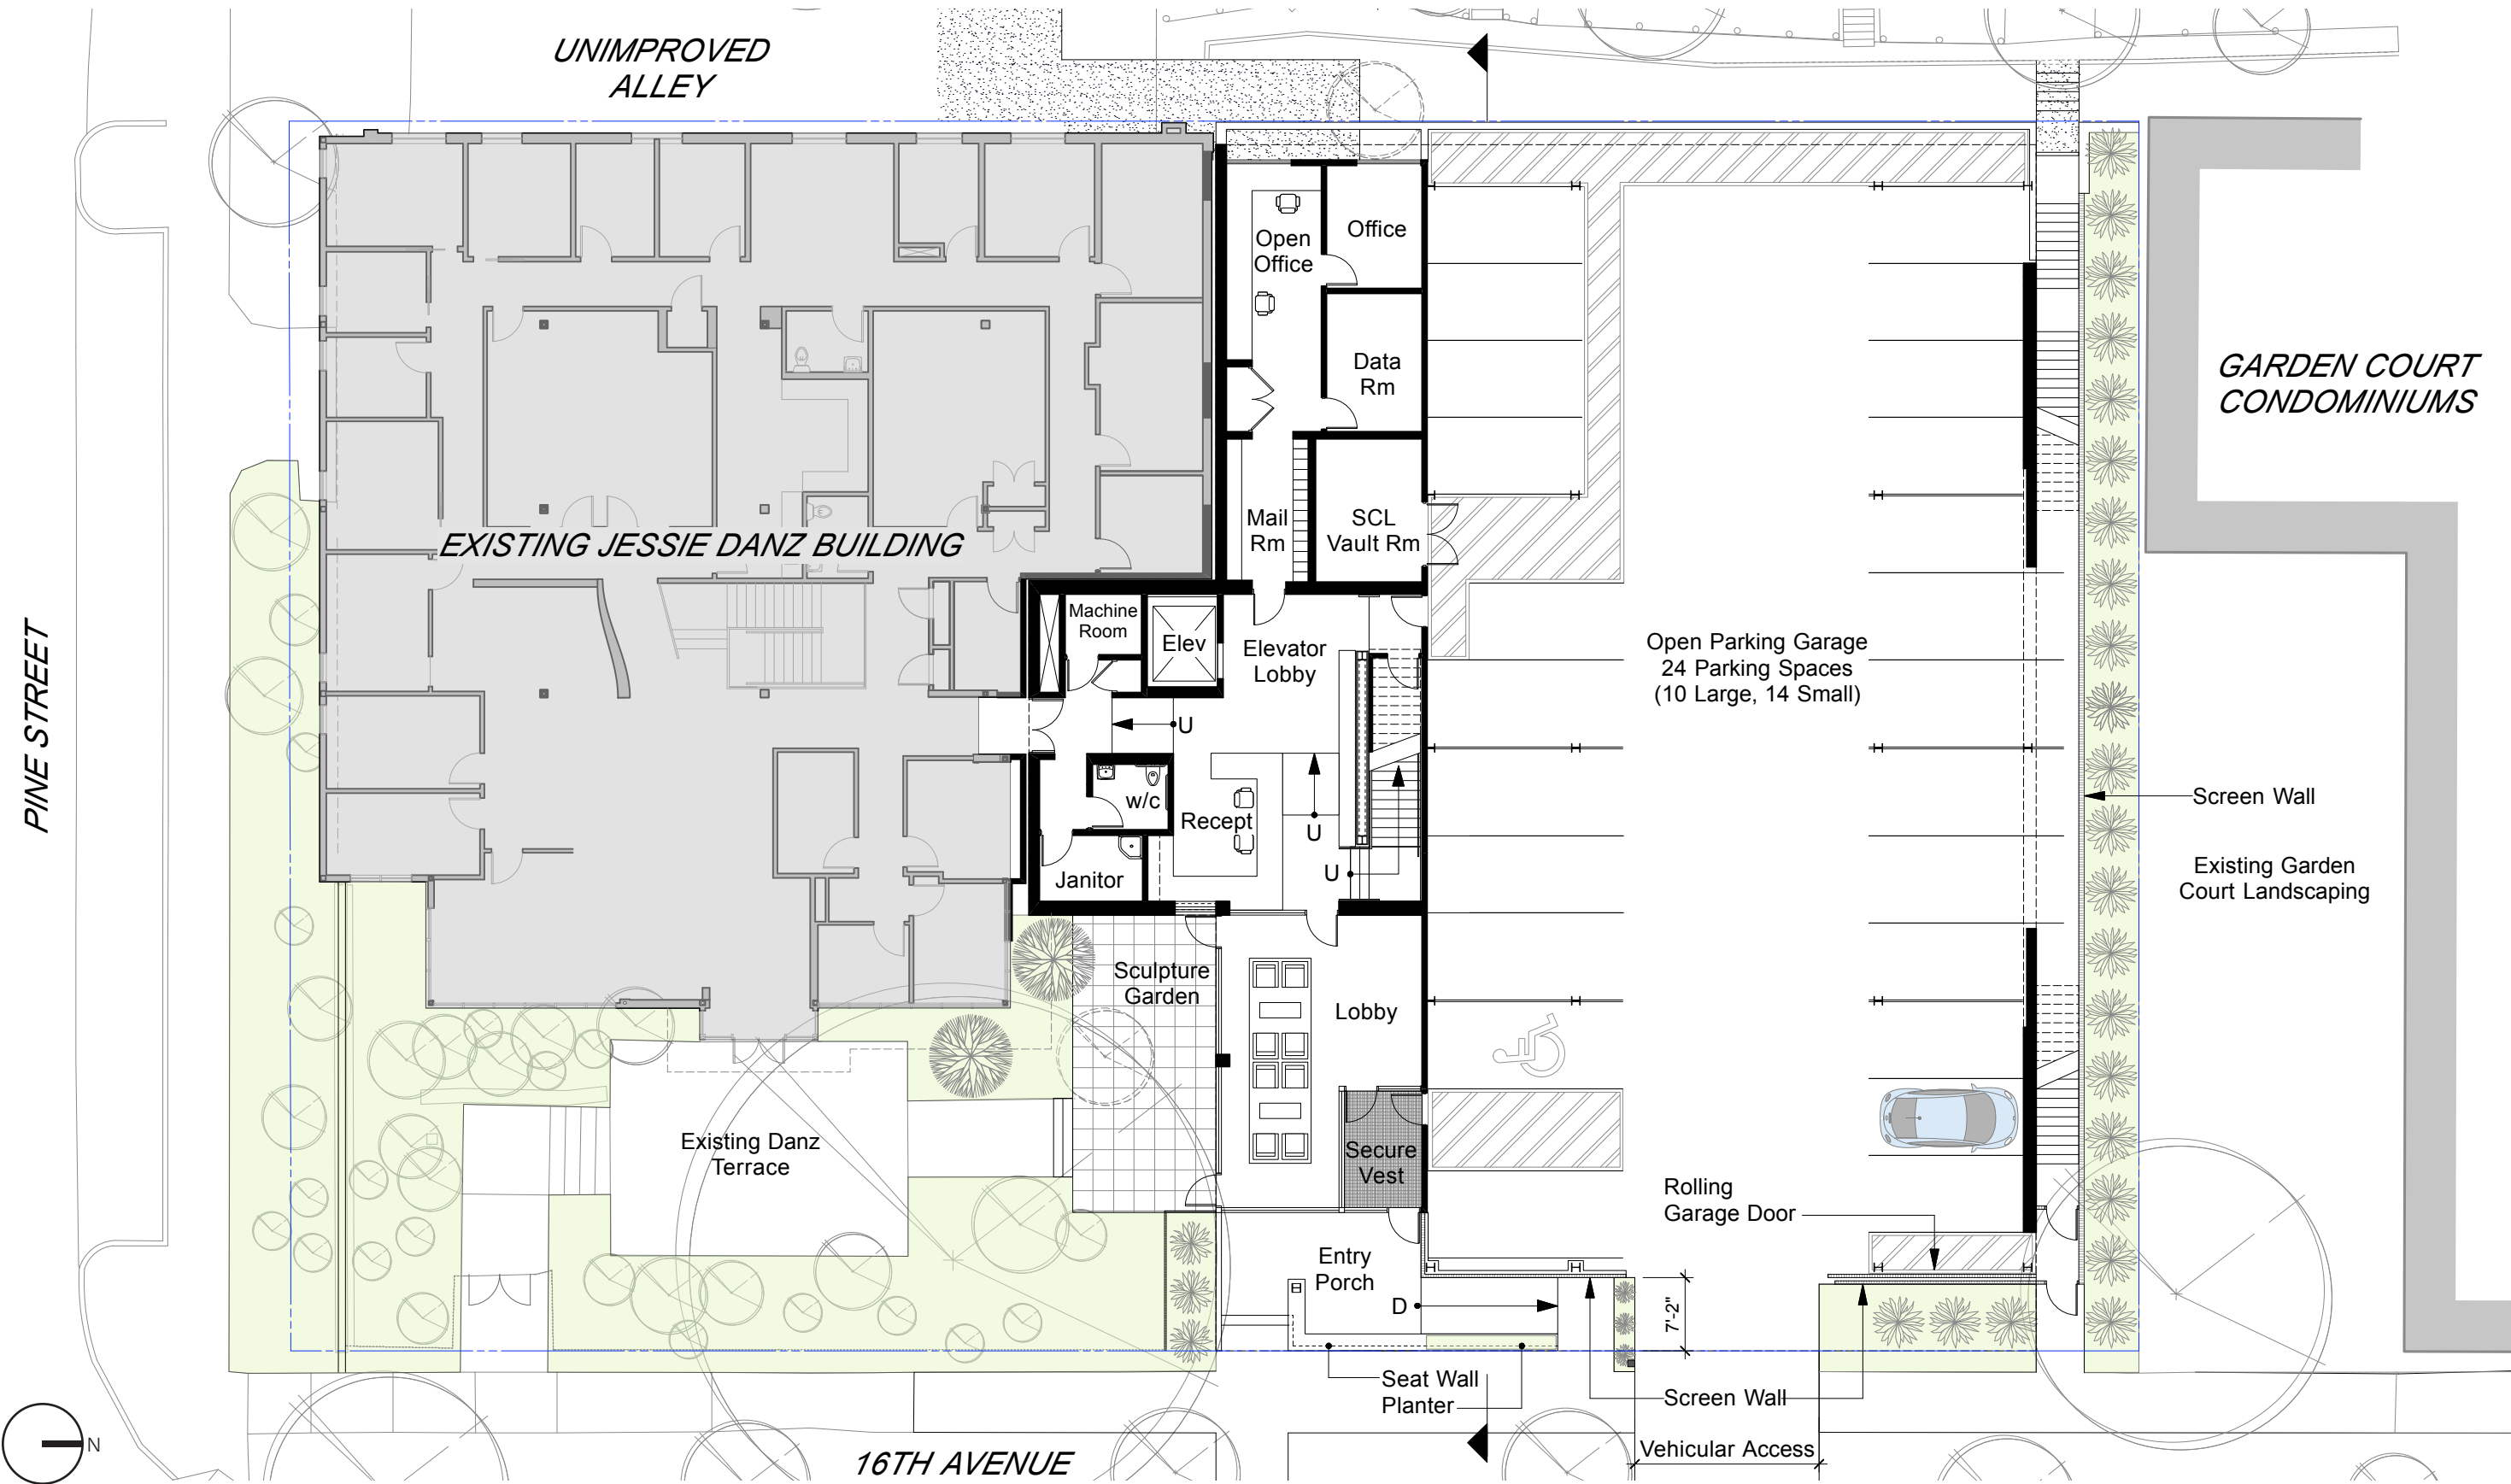 UNIMPROVED
ALLEY
Open
Office
Office
Data
Rm
GARDEN COURT
CONDOMINIUMS
Mail
Rm
SCL
Vault Rm
EXISTING JESSIE DANZ BUILDING
PINE STREET
Machine
Room
Elev
Elevator
Lobby
Open Parking Garage
24 Parking Spaces
(10 Large, 14 Small)
U
w/c
Recept
U
U
Janitor
Screen Wall
Existing Garden
Court Landscaping
Sculpture
Garden
Lobby
Existing Danz
Terrace
Secure
Vest
Rolling
Garage Door
Entry
Porch
D
7'-2"
Seat Wall
Planter
Screen Wall
Vehicular Access
N
16TH AVENUE